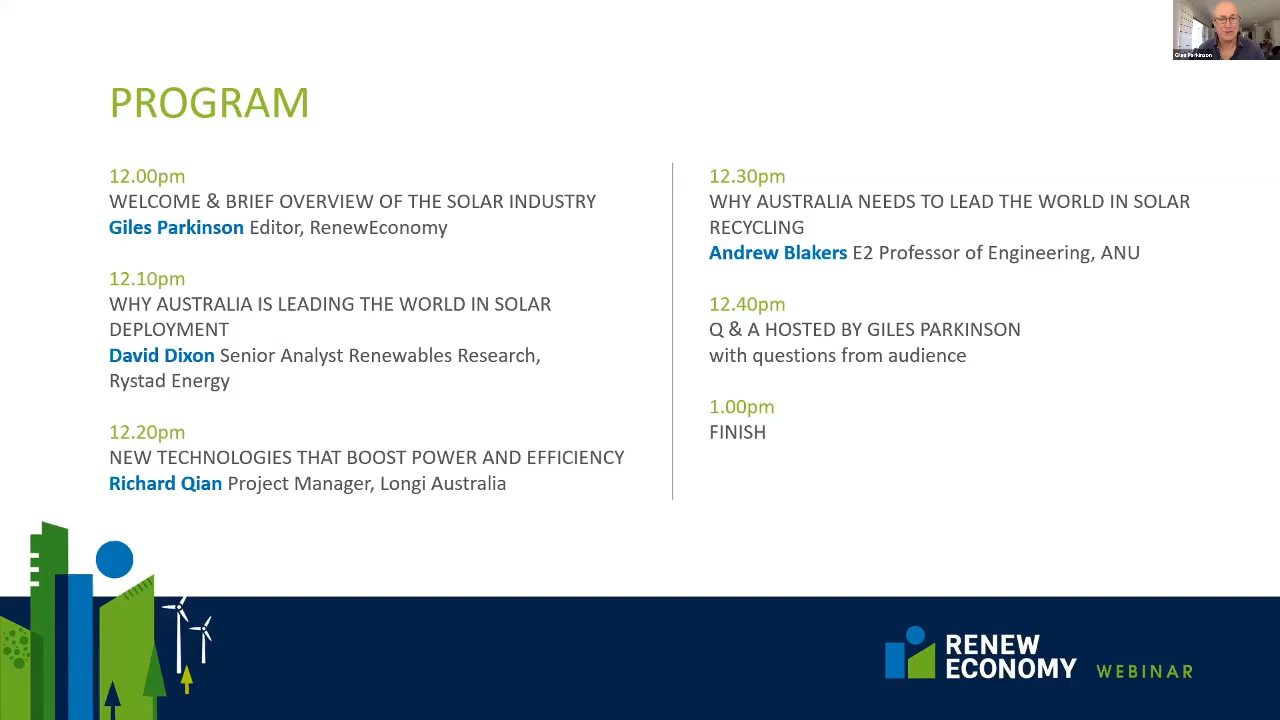 Giles Parkinson
PROGRAM
12.00pm
WELCOME & BRIEF OVERVIEW OF THE SOLAR INDUSTRY
Giles Parkinson Editor, RenewEconomy
12.10pm
WHY AUSTRALIA IS LEADING THE WORLD IN SOLAR
DEPLOYMENT
David Dixon Senior Analyst Renewables Research,
Rystad Energy
12.20pm
NEW TECHNOLOGIES THAT BOOST POWER AND EFFICIENCY
Richard Qian Project Manager, Longi Australia
12.30pm
WHY AUSTRALIA NEEDS TO LEAD THE WORLD IN SOLAR
RECYCLING
Andrew Blakers E2 Professor of Engineering, ANU
12.40pm
Q & A HOSTED BY GILES PARKINSON
with questions from audience
1.00pm
FINISH
RENEW
ECONOMY WEBINAR